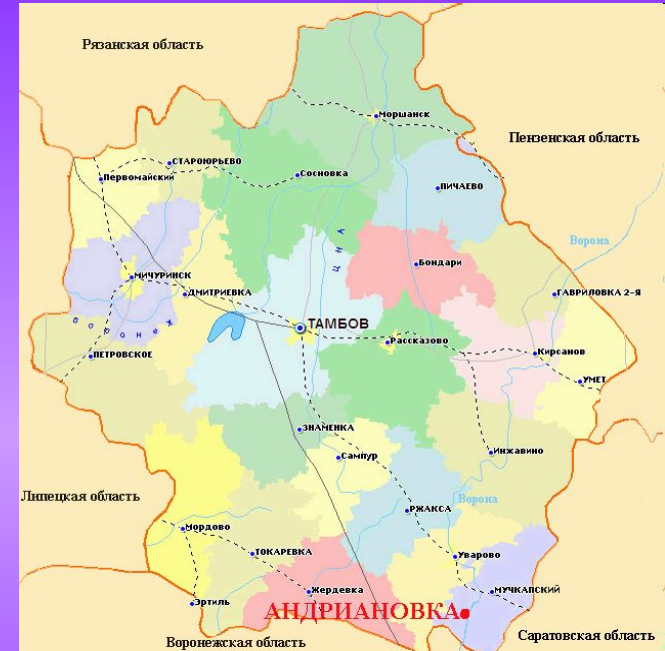 Рязанская область
Моршанск
Пензенская область
СТАРОЮРЬЕВО
Первомайский
Сосновка
ПИЧАЕВО
Цна
Ворона
Бондари
МИЧУРИНСК
ДМИТРИЕВКА
ГАВРИЛОВКА 2-Я
Воронеж
ТАМБОВ
Рассказово
ПЕТРОВСКОЕ
Кирсанов
УМЕТ
ЗНАМЕНКА
Сампур
Инжавино
Липецкая область
Ворона
РЖАКСА
Мордово
ТОКАРЕВКА
Уварово
Жердевка
МУЧКАПСКИЙ
Эртиль
АНДРИАНОВКА
Воронежская область
Саратовская область